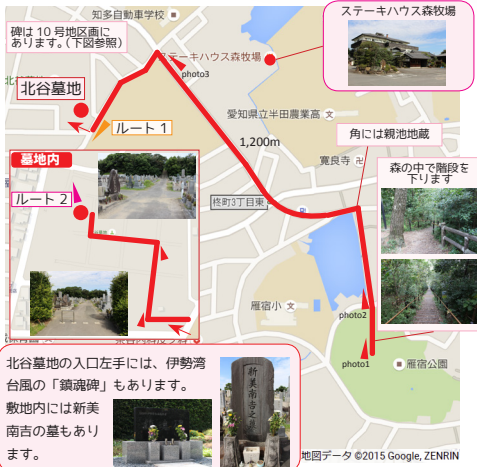 知多自動車学校
碑は10号地区画に
あります。（下図参照）
ステーキハウス森牧場
ステーキハウス森牧場
photo3
北谷墓地
ルート 1
愛知県立半田農業高
1,200m
角には親池地蔵
寛良寺
墓地内
ルート 2
柊町3丁目東
森の中で階段を
下ります
雁宿小
photo2
photo1
雁宿公園
北谷墓地の入口左手には、伊勢湾
台風の「鎮魂碑」もあります。
敷地内には新美
南吉の墓もあり
ます。
新美南吉之墓
地図データ ©2015 Google, ZENRIN